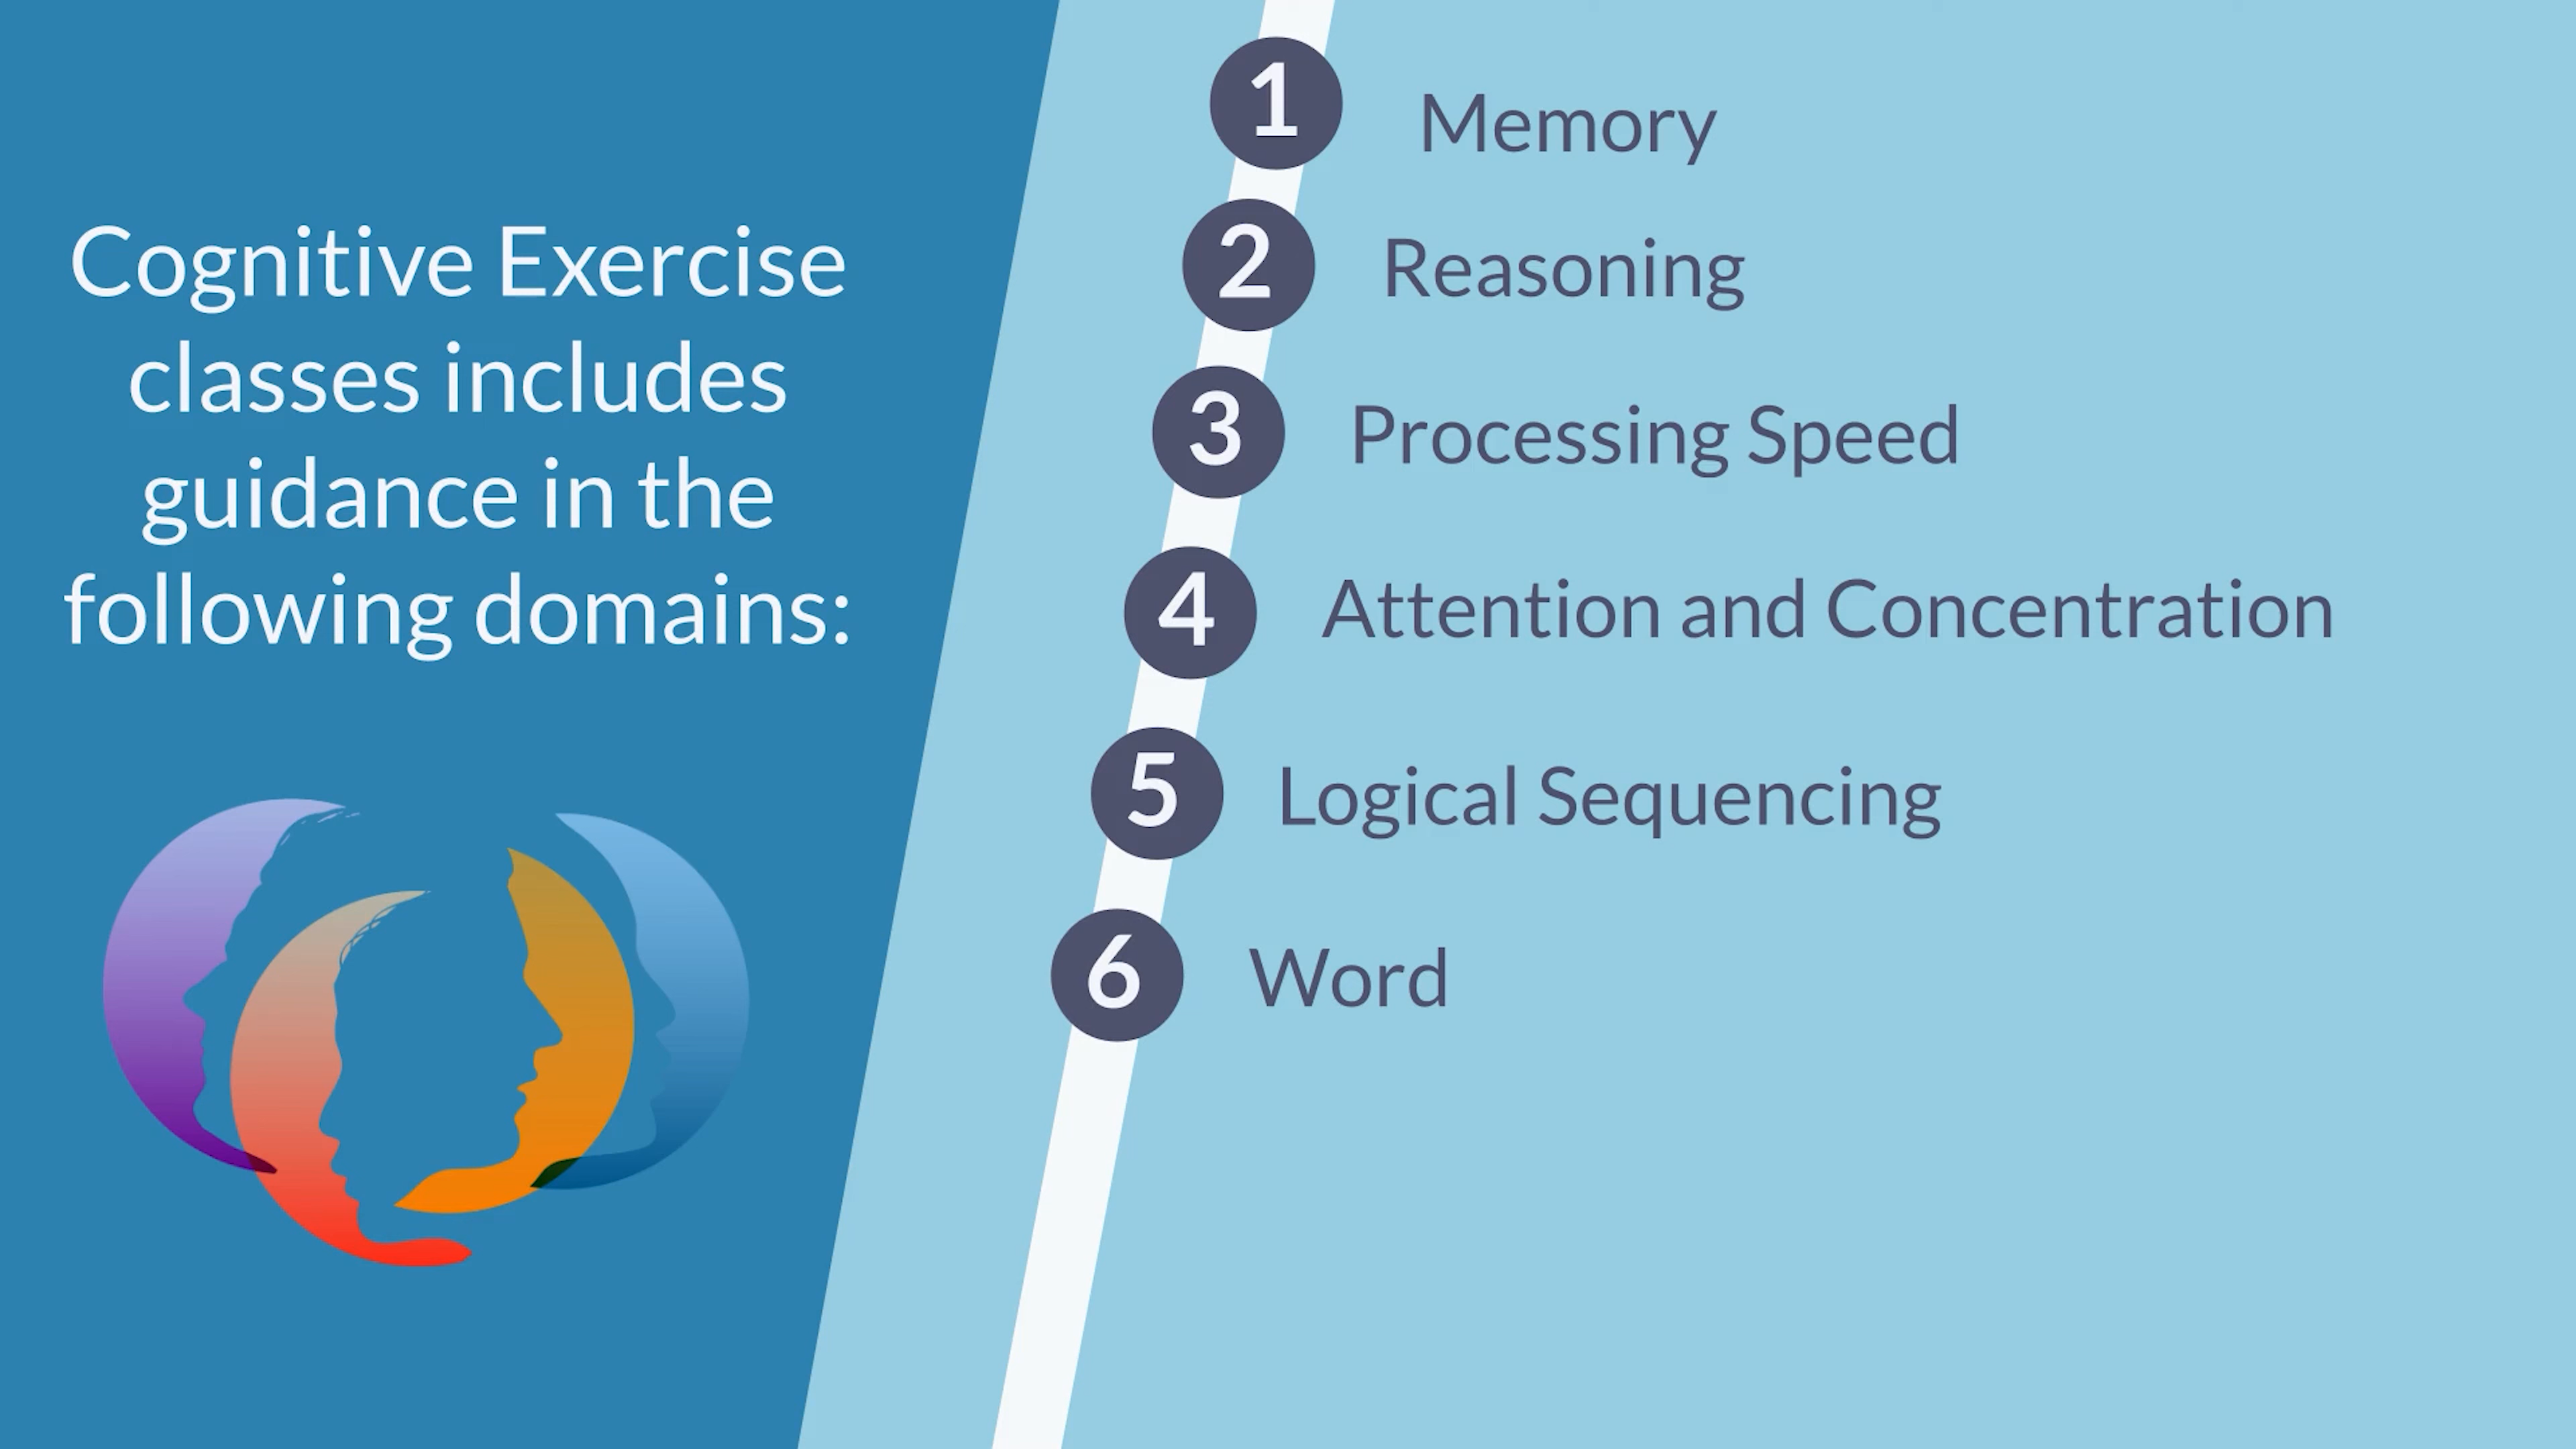 Cognitive Exercise
classes includes
guidance in the
following domains:
1 Memory
2 Reasoning
3 Processing Speed
4 Attention and Concentration
5 Logical Sequencing
6 Word